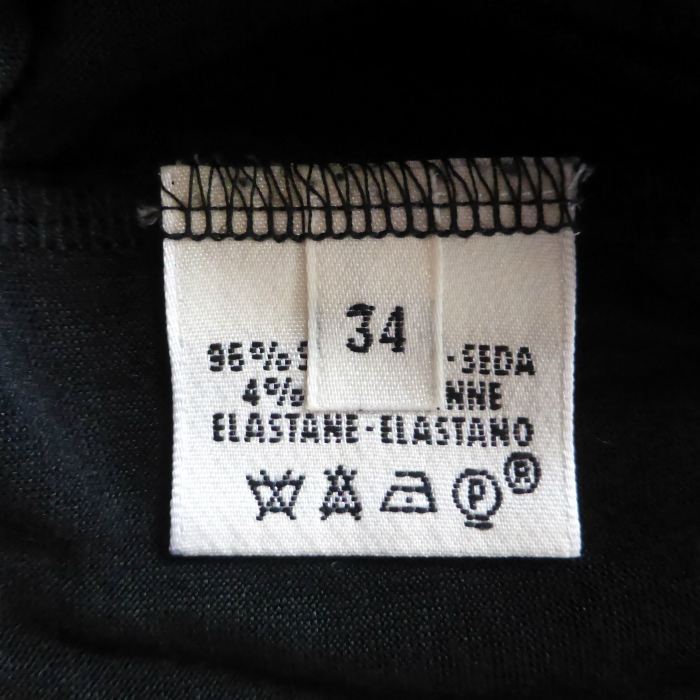 34
96% S ·SEDA
4% NNE
ELASTANE·ELASTANO
P ®